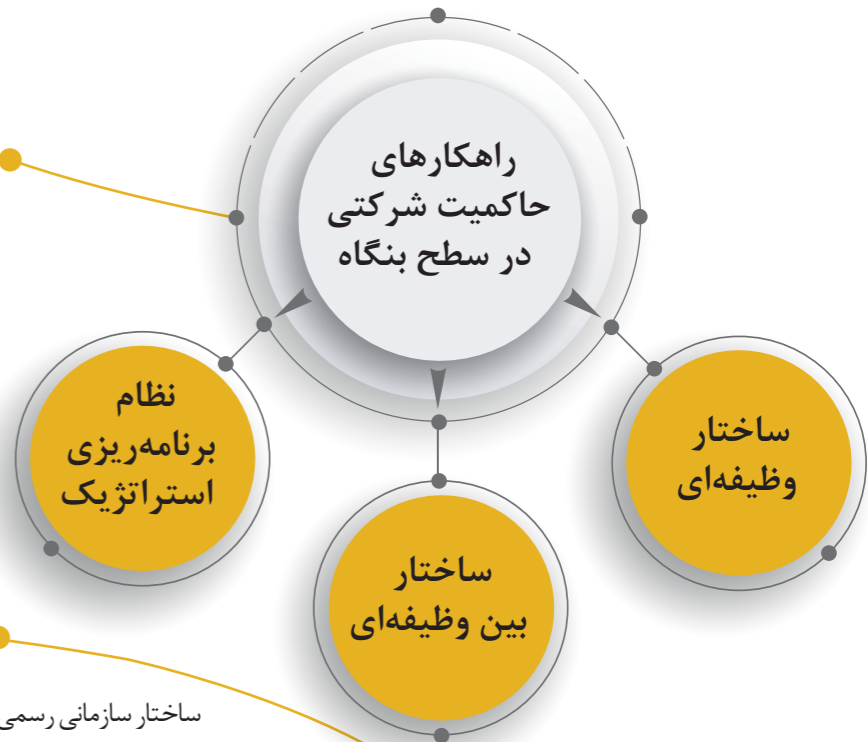 راهکارهای
حاکمیت شرکتی
در سطح بنگاه
ساختار
وظیفه‌ای
ساختار
بین وظیفه‌ای
نظام
برنامه‌ریزی
استراتژیک
ساختار سازمانی رسمی